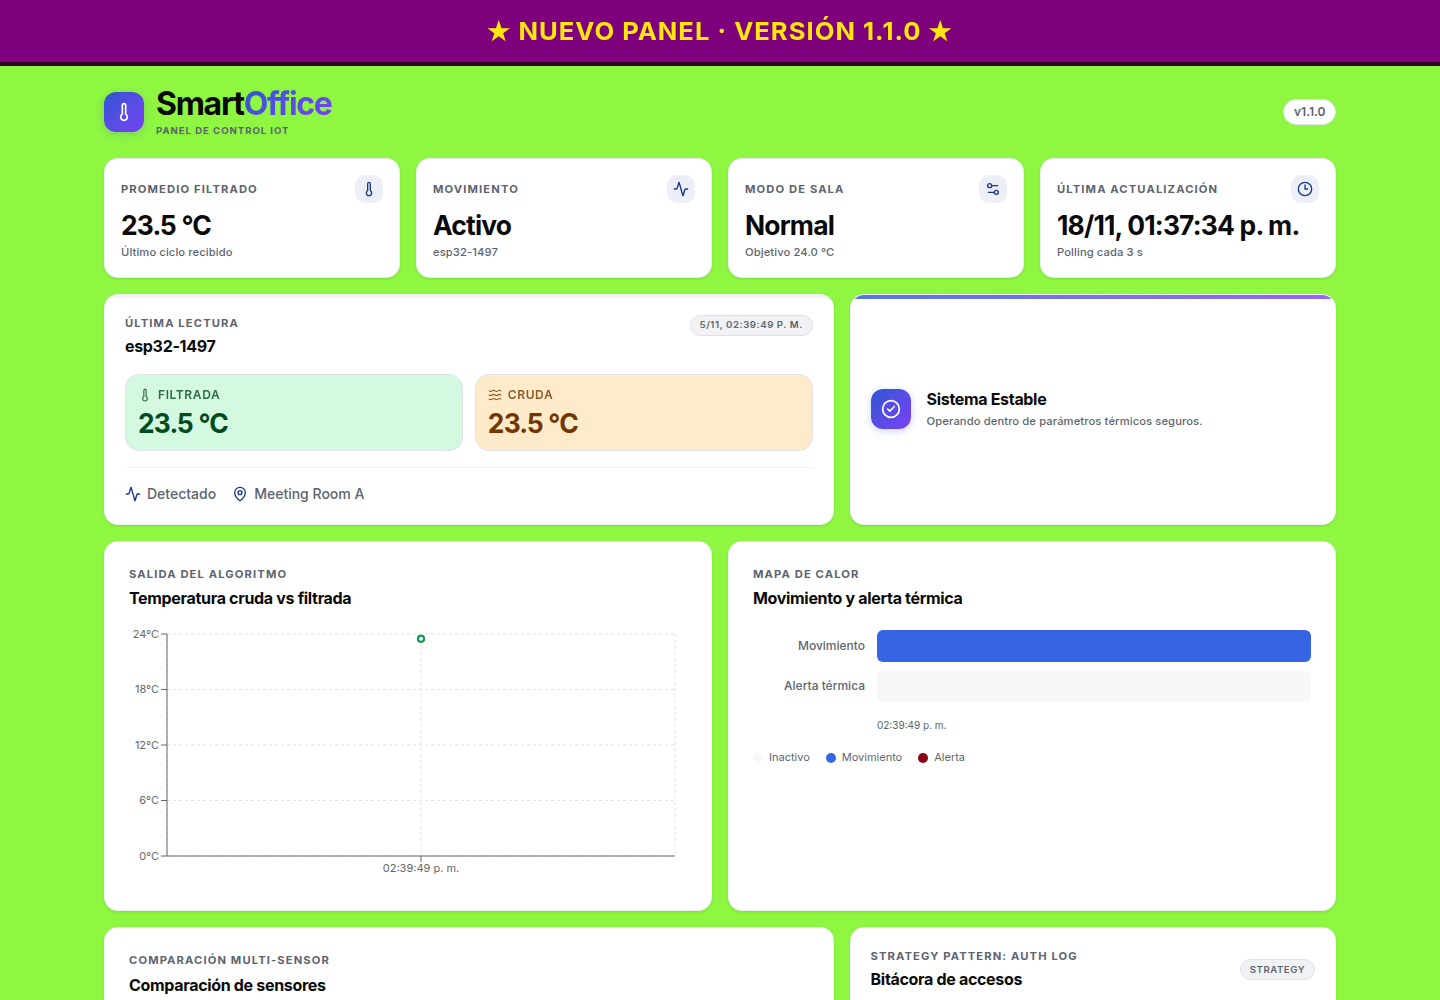 ★ NUEVO PANEL · VERSIÓN 1.1.0 ★
SmartOffice
PANEL DE CONTROL IOT
v1.1.0
PROMEDIO FILTRADO
23.5 °C
Último ciclo recibido
MOVIMIENTO
Activo
esp32-1497
MODO DE SALA
Normal
Objetivo 24.0 °C
ÚLTIMA ACTUALIZACIÓN
18/11, 01:37:34 p. m.
Polling cada 3 s
ÚLTIMA LECTURA
esp32-1497
5/11, 02:39:49 P. M.
FILTRADA
23.5 °C
CRUDA
23.5 °C
Detectado
Meeting Room A
Sistema Estable
Operando dentro de parámetros térmicos seguros.
SALIDA DEL ALGORITMO
Temperatura cruda vs filtrada
24°C
18°C
12°C
6°C
0°C
02:39:49 p. m.
MAPA DE CALOR
Movimiento y alerta térmica
Movimiento
Alerta térmica
02:39:49 p. m.
Inactivo
Movimiento
Alerta
COMPARACIÓN MULTI-SENSOR
Comparación de sensores
STRATEGY PATTERN: AUTH LOG
Bitácora de accesos
STRATEGY